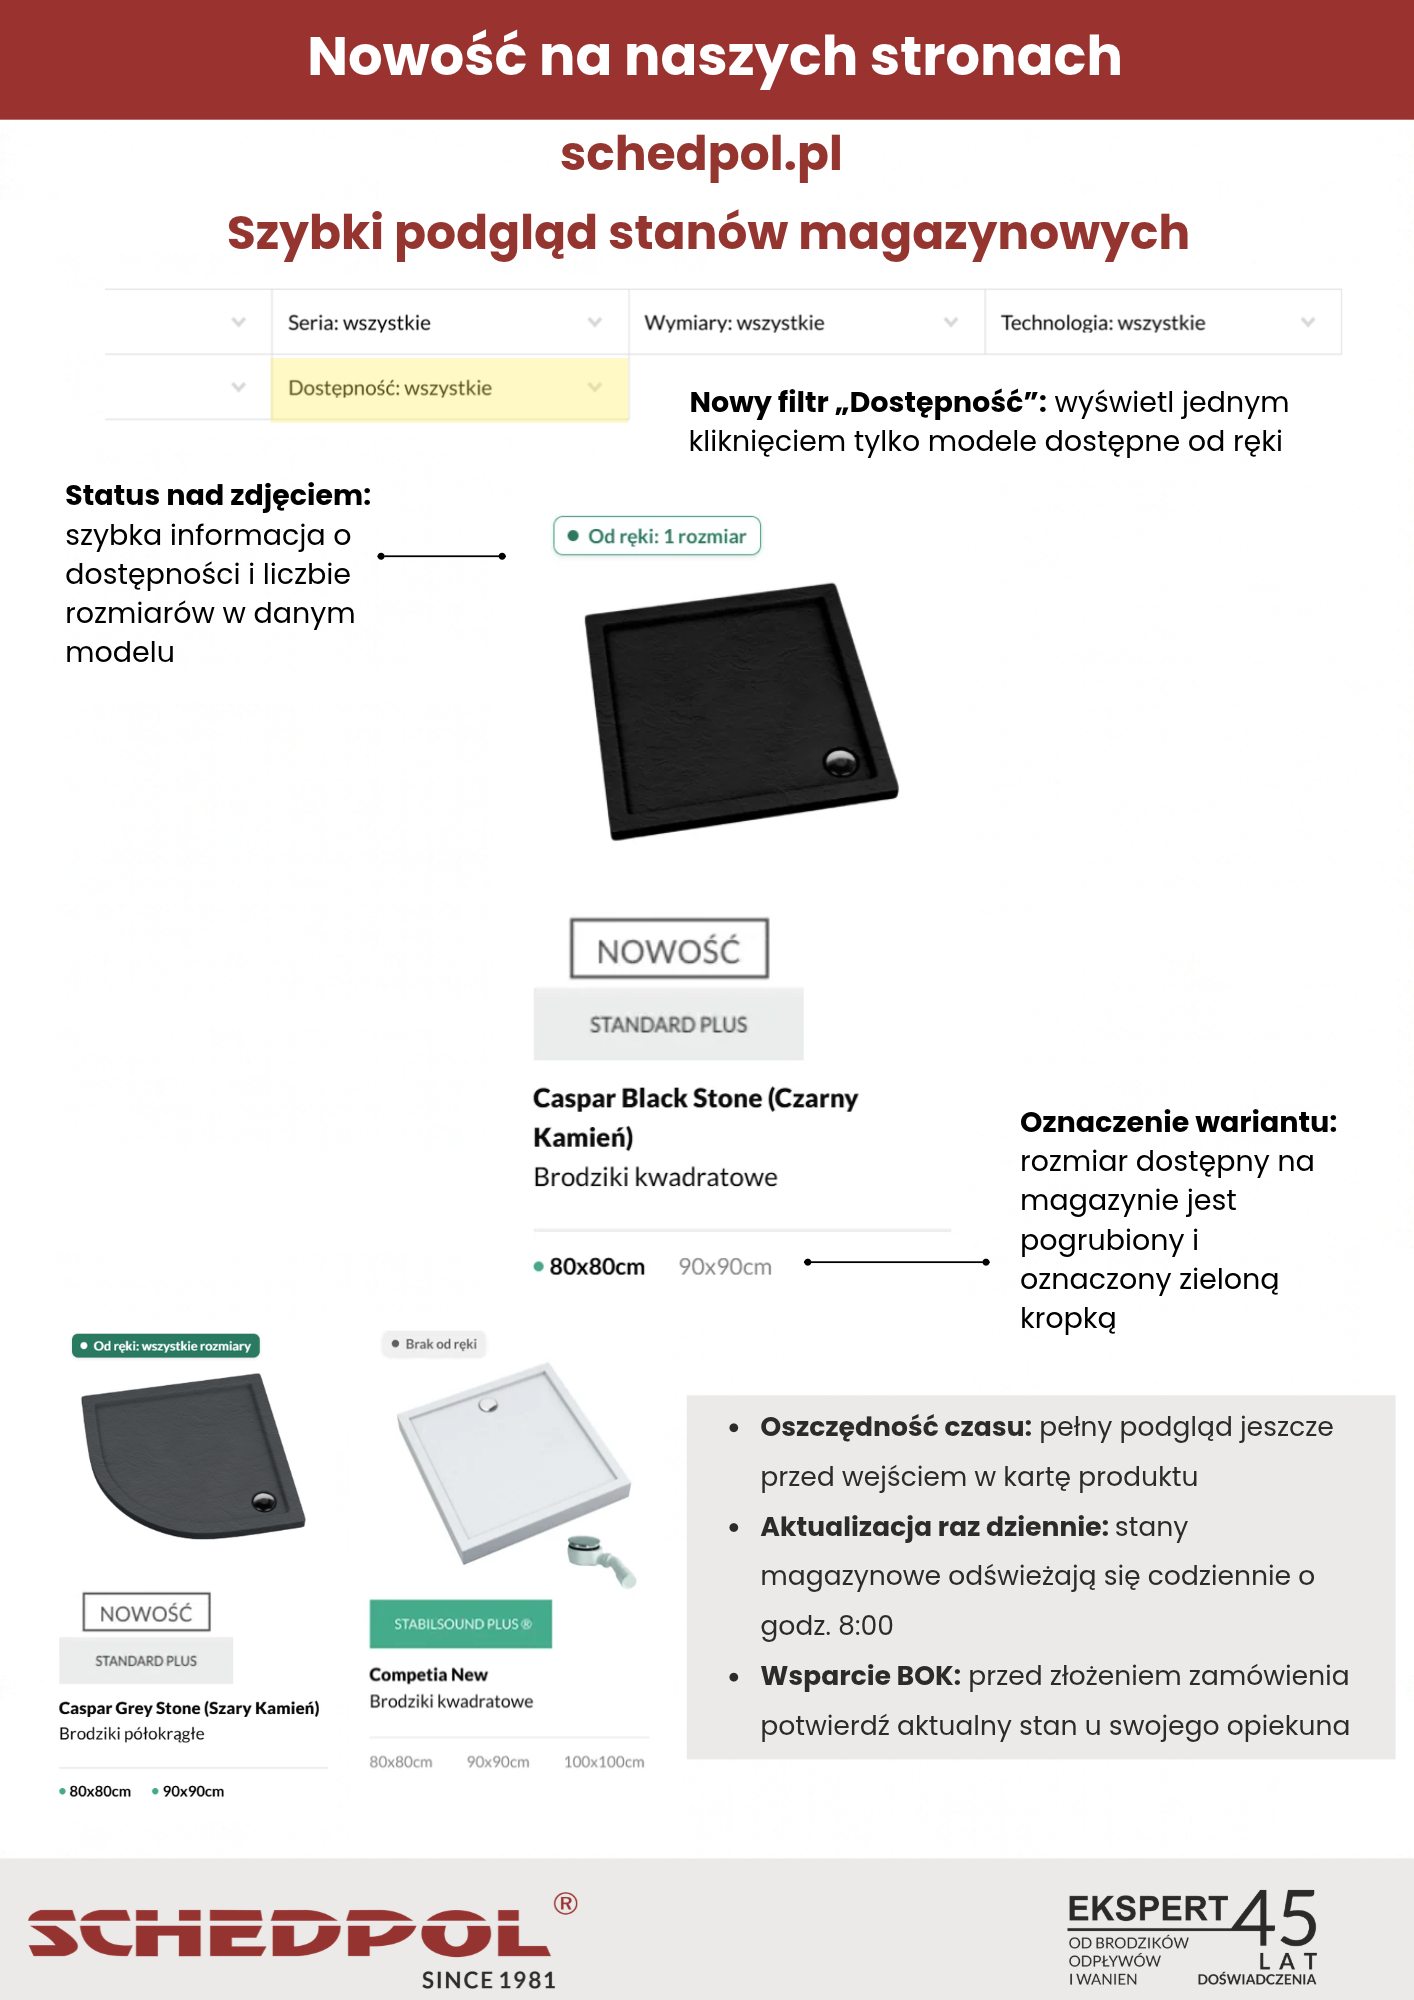 Nowość na naszych stronach
schedpol.pl
Szybki podgląd stanów magazynowych
Seria: wszystkie
Wymiary: wszystkie
Technologia: wszystkie
Dostępność: wszystkie
Nowy filtr „Dostępność”: wyświetl jednym
kliknięciem tylko modele dostępne od ręki
Status nad zdjęciem:
szybka informacja o
dostępności i liczbie
rozmiarów w danym
modelu
Od ręki: 1 rozmiar
NOWOŚĆ
STANDARD PLUS
Caspar Black Stone (Czarny
Kamień)
Brodziki kwadratowe
80x80cm 90x90cm
Oznaczenie wariantu:
rozmiar dostępny na
magazynie jest
pogrubiony i
oznaczony zieloną
kropką
Od ręki: wszystkie rozmiary
NOWOŚĆ
STANDARD PLUS
Caspar Grey Stone (Szary Kamień)
Brodziki półokrągłe
80x80cm 90x90cm
Brak od ręki
STABILSOUND PLUS ®
Competia New
Brodziki kwadratowe
80x80cm 90x90cm 100x100cm
• Oszczędność czasu: pełny podgląd jeszcze
przed wejściem w kartę produktu
• Aktualizacja raz dziennie: stany
magazynowe odświeżają się codziennie o
godz. 8:00
• Wsparcie BOK: przed złożeniem zamówienia
potwierdź aktualny stan u swojego opiekuna
SCHEDPOL®
SINCE 1981
EKSPERT 45
OD BRODZIKÓW
ODPŁYWÓW
I WANIEN
LAT
DOŚWIADCZENIA